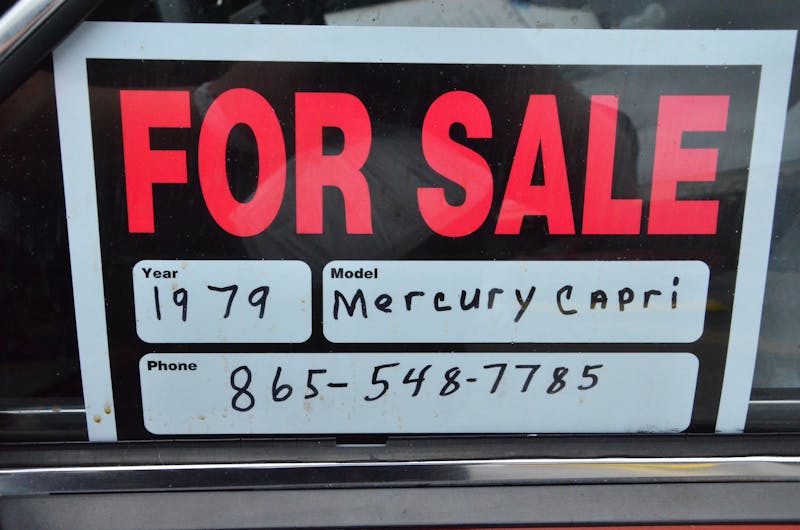 FOR SALE
Year Model
1979 Mercury CAPri
Phone
865-548-7785